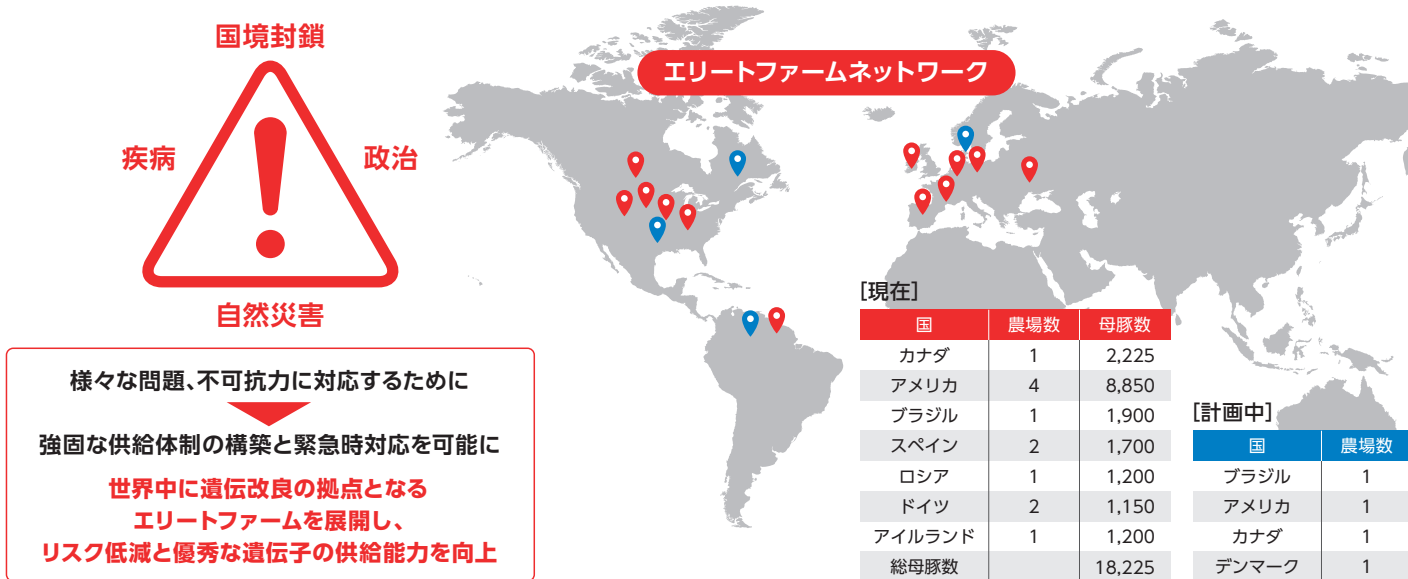 国境封鎖
疾病
政治
自然災害
様々な問題、不可抗力に対応するために
強固な供給体制の構築と緊急時対応を可能に
世界中に遺伝改良の拠点となる
エリートファームを展開し、
リスク低減と優秀な遺伝子の供給能力を向上
エリートファームネットワーク
[現在]
国 農場数 母豚数
カナダ 1 2,225
アメリカ 4 8,850
ブラジル 1 1,900
スペイン 2 1,700
ロシア 1 1,200
ドイツ 2 1,150
アイルランド 1 1,200
総母豚数 18,225
[計画中]
国 農場数
ブラジル 1
アメリカ 1
カナダ 1
デンマーク 1